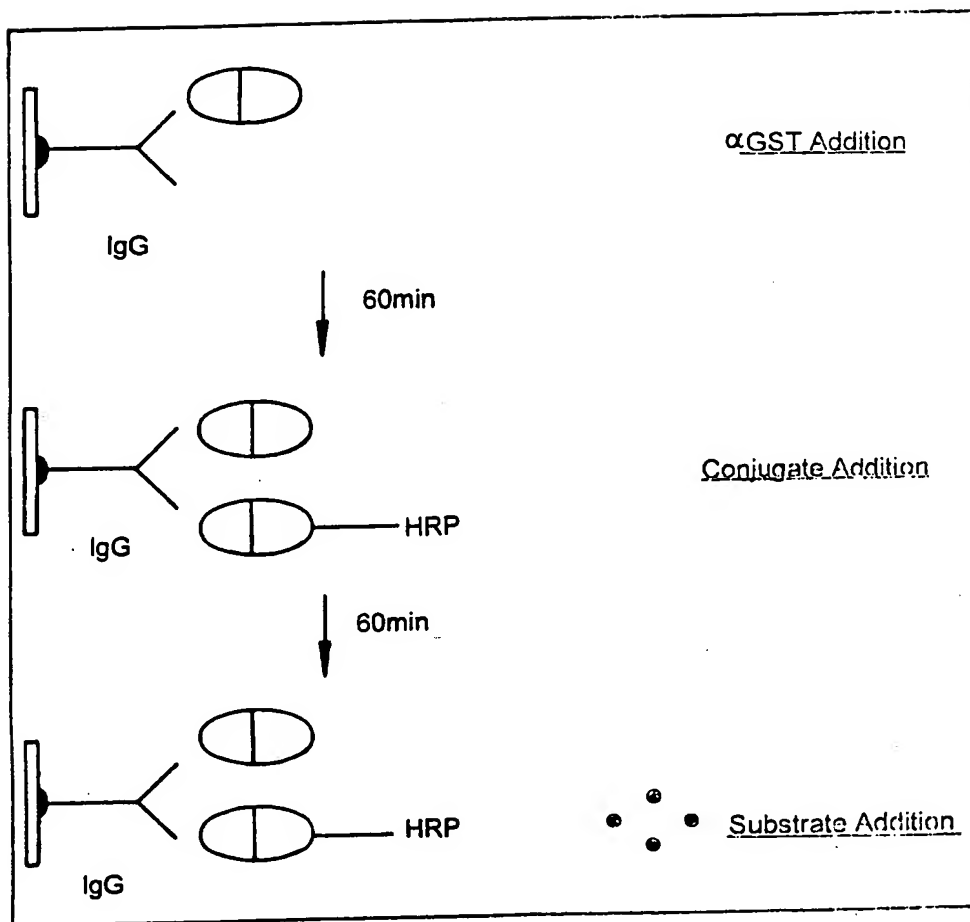 αGST Addition
IgG
60min
Conjugate Addition
HRP
IgG
60min
HRP
Substrate Addition
IgG